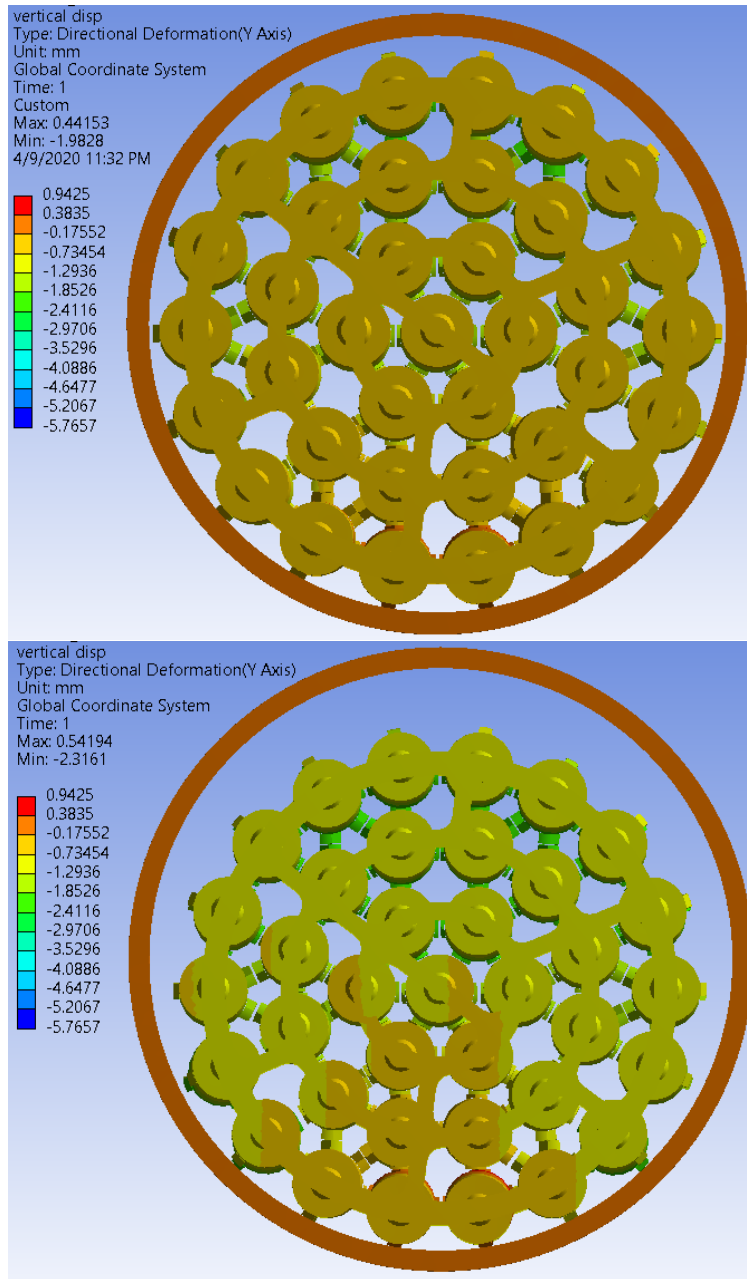 vertical disp
Type: Directional Deformation(Y Axis)
Unit: mm
Global Coordinate System
Time: 1
Custom
Max: 0.44153
Min: -1.9828
4/9/2020 11:32 PM
0.9425
0.3835
-0.17552
-0.73454
-1.2936
-1.8526
-2.4116
-2.9706
-3.5296
-4.0886
-4.6477
-5.2067
-5.7657
vertical disp
Type: Directional Deformation(Y Axis)
Unit: mm
Global Coordinate System
Time: 1
Max: 0.54194
Min: -2.3161
0.9425
0.3835
-0.17552
-0.73454
-1.2936
-1.8526
-2.4116
-2.9706
-3.5296
-4.0886
-4.6477
-5.2067
-5.7657